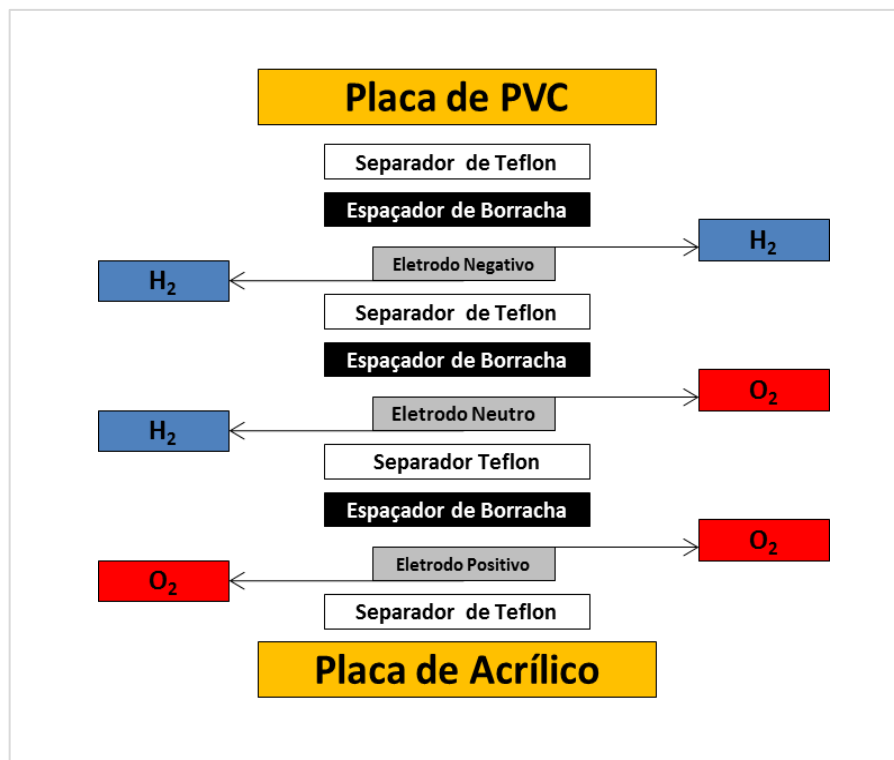 Placa de PVC
Separador de Teflon
Espaçador de Borracha
H₂
Eletrodo Negativo
H₂
Separador de Teflon
Espaçador de Borracha
O₂
Eletrodo Neutro
H₂
Separador Teflon
Espaçador de Borracha
O₂
Eletrodo Positivo
O₂
Separador de Teflon
Placa de Acrílico